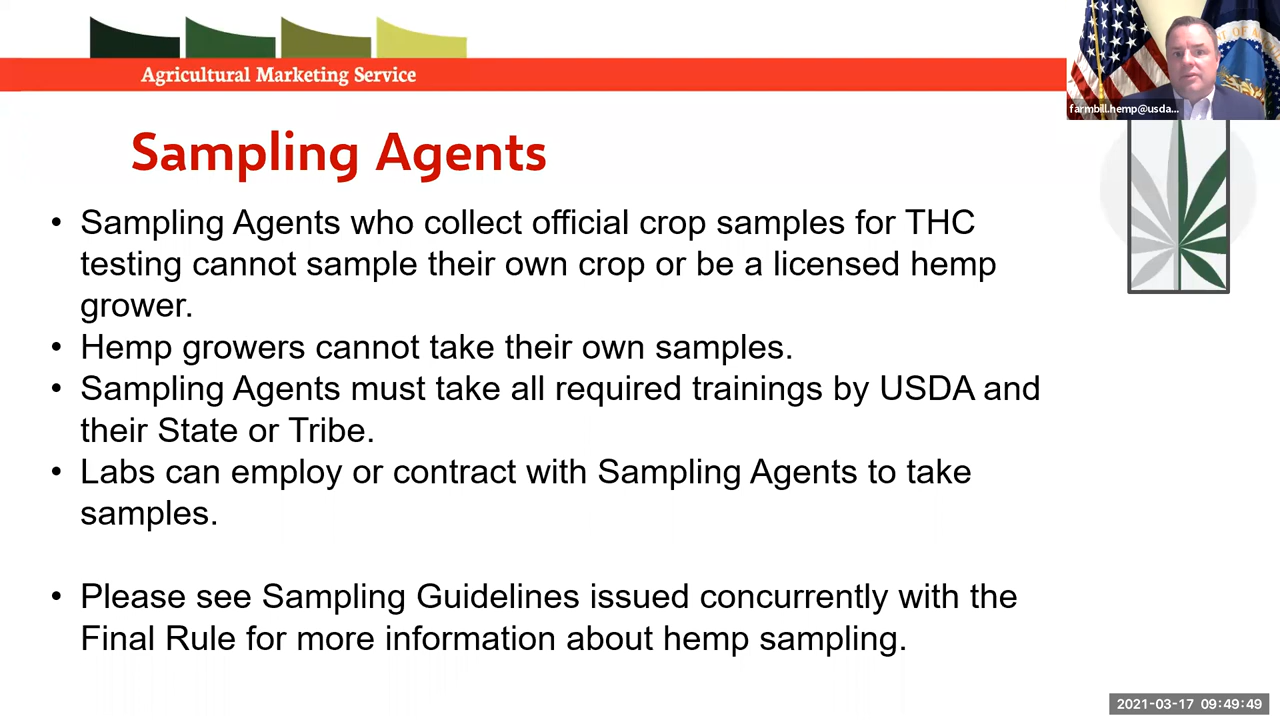 Agricultural Marketing Service
farmbill.hemp@usda...
Sampling Agents
• Sampling Agents who collect official crop samples for THC
testing cannot sample their own crop or be a licensed hemp
grower.
• Hemp growers cannot take their own samples.
• Sampling Agents must take all required trainings by USDA and
their State or Tribe.
• Labs can employ or contract with Sampling Agents to take
samples.
• Please see Sampling Guidelines issued concurrently with the
Final Rule for more information about hemp sampling.
2021-03-17 09:49:49